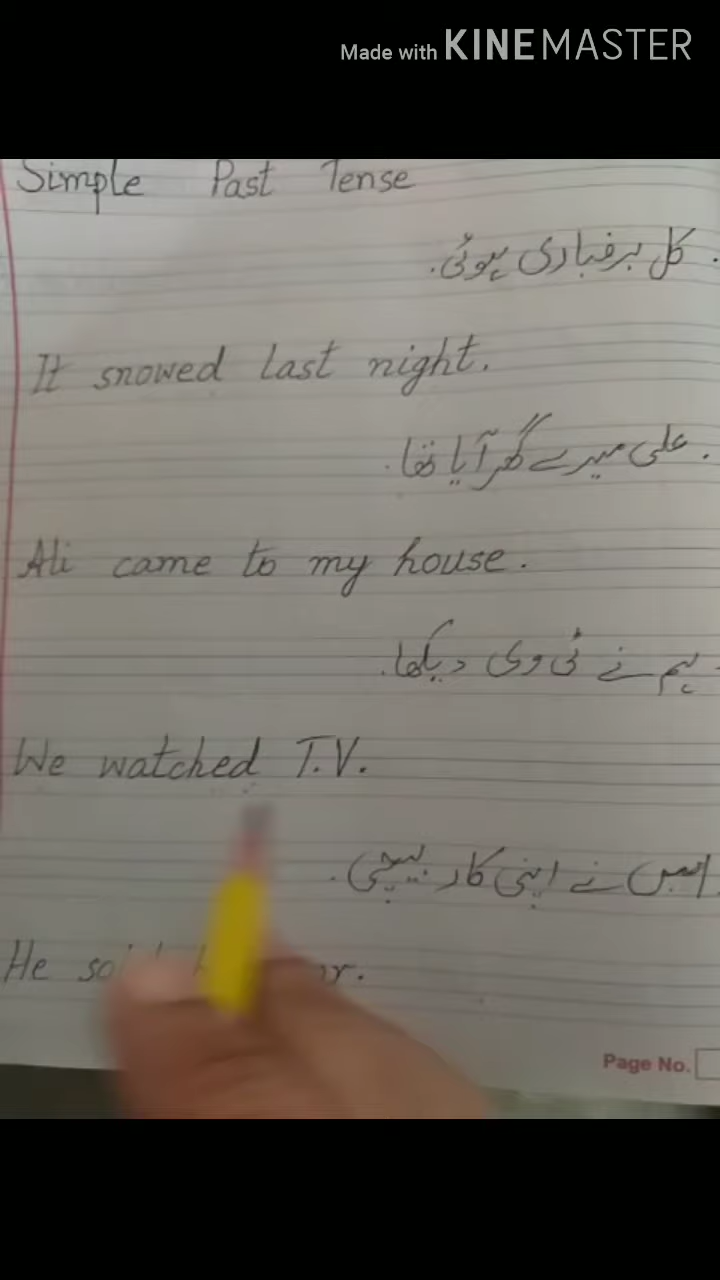 Made with KINEMASTER
Simple Past Tense
کل برفباری ہوئی.
It snowed last night.
علی میرے گھر آیا تھا.
Ali came to my house.
ہم نے ٹی وی دیکھا.
We watched T.V.
اس نے اپنی کار بیچی.
He
Page No.